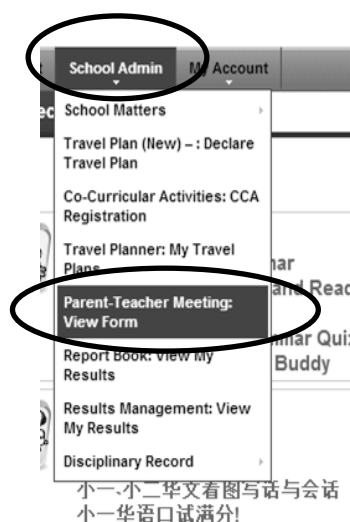 School Admin
My Account
School Matters
Travel Plan (New) – : Declare
Travel Plan
Co-Curricular Activities: CCA
Registration
Travel Planner: My Travel
Plans
Parent-Teacher Meeting:
View Form
and Read
Report Book: View My
Results
Buddy
Results Management: View
My Results
Disciplinary Record
小一、小二华文看图写话与会话
小一华语口试满分!